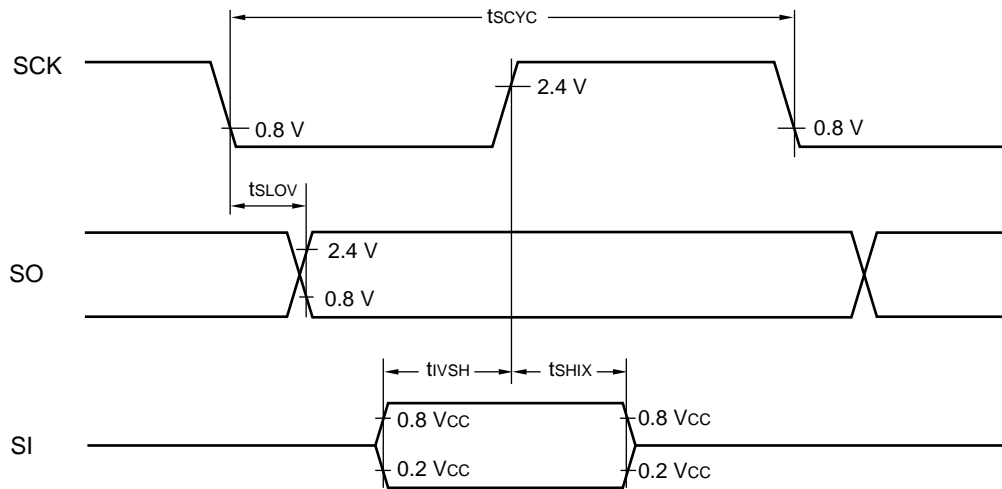 tSCYC
SCK
2.4 V
0.8 V
0.8 V
tSLOV
2.4 V
SO
0.8 V
tIVSH
tSHIX
0.8 VCC
0.8 VCC
SI
0.2 VCC
0.2 VCC